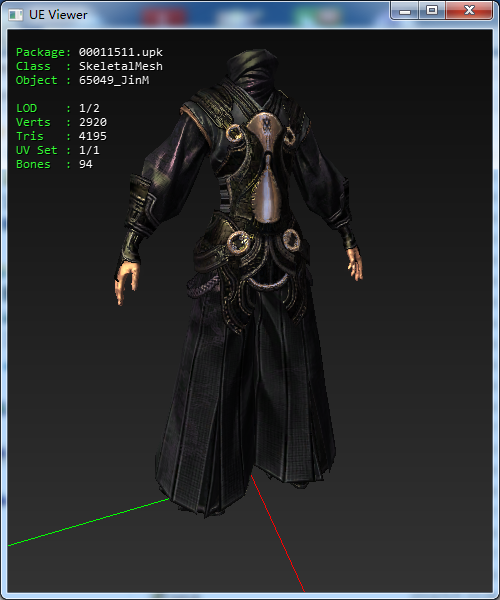 UE Viewer
Package: 00011511.upk
Class : SkeletalMesh
Object : 65049_JinM
LOD : 1/2
Verts : 2920
Tris : 4195
UV Set : 1/1
Bones : 94